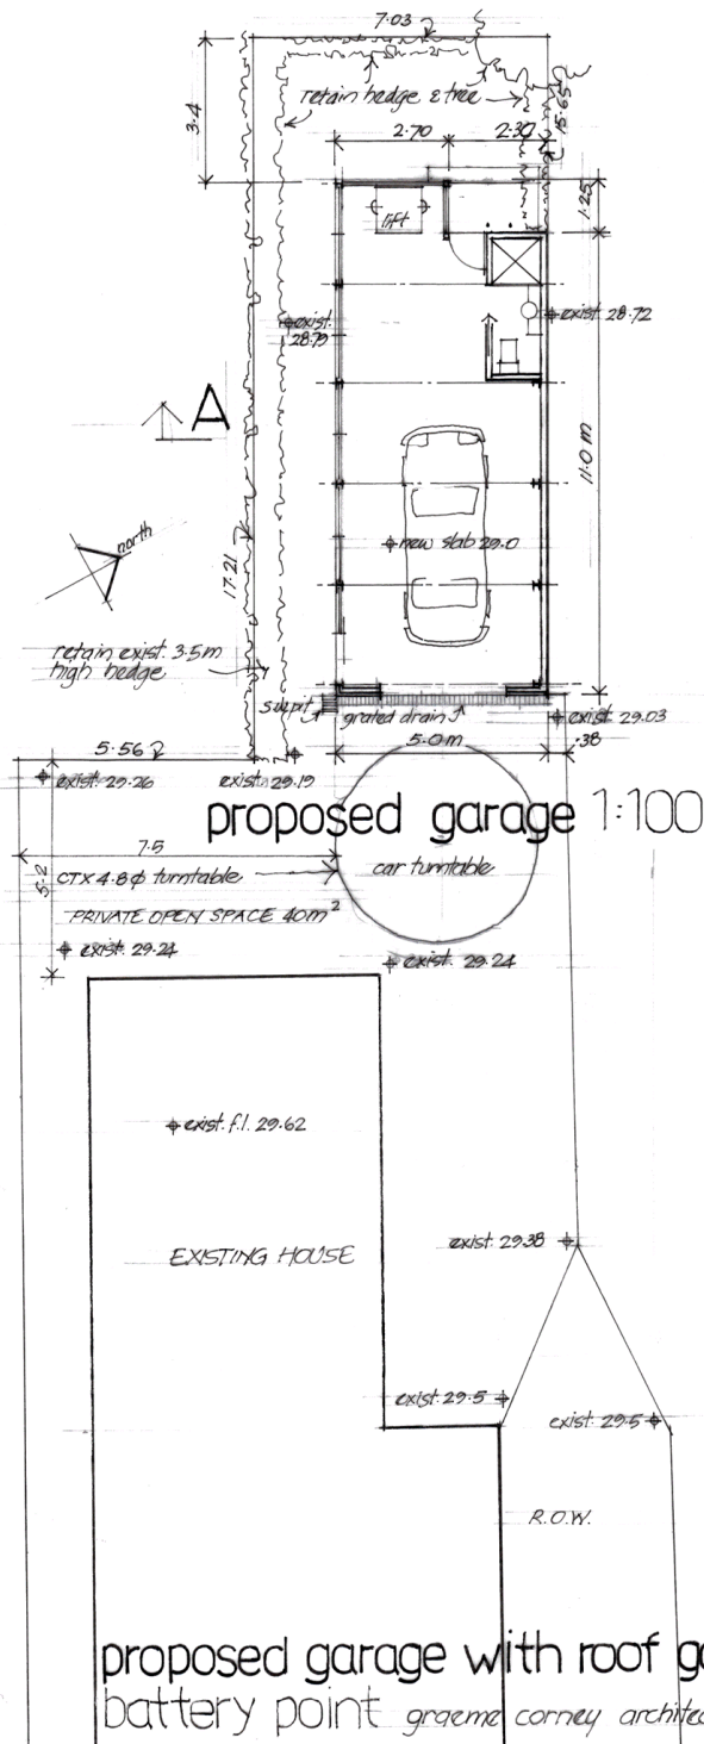 7.03
3.4
retain hedge & tree
15.65
2.70
2.30
1.25
lift
exist.
28.79
exist 28.72
A
11.0 m
north
new slab 29.0
17.21
retain exist. 3.5m
high hedge
grated drain
exist 29.03
5.56
5.0 m
.38
exist. 29.26
exist. 29.19
proposed garage 1:100
7.5
5.2
CTX 4.8φ turntable
car turntable
PRIVATE OPEN SPACE 40m²
exist. 29.24
exist. 29.24
exist. f.l. 29.62
EXISTING HOUSE
exist. 29.38
exist. 29.5
exist. 29.5
R.O.W.
proposed garage with roof ga
battery point graeme corney architec